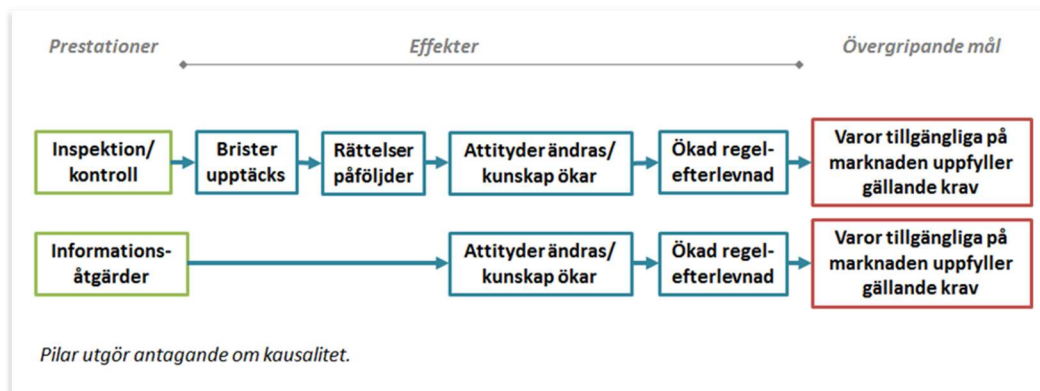 Prestationer
Effekter
Övergripande mål
Inspektion/
kontroll
Brister
upptäcks
Rättelser
påföljder
Attityder ändras/
kunskap ökar
Ökad regel-
efterlevnad
Varor tillgängliga på
marknaden uppfyller
gällande krav
Informations-
åtgärder
Attityder ändras/
kunskap ökar
Ökad regel-
efterlevnad
Varor tillgängliga på
marknaden uppfyller
gällande krav
Pilar utgör antagande om kausalitet.